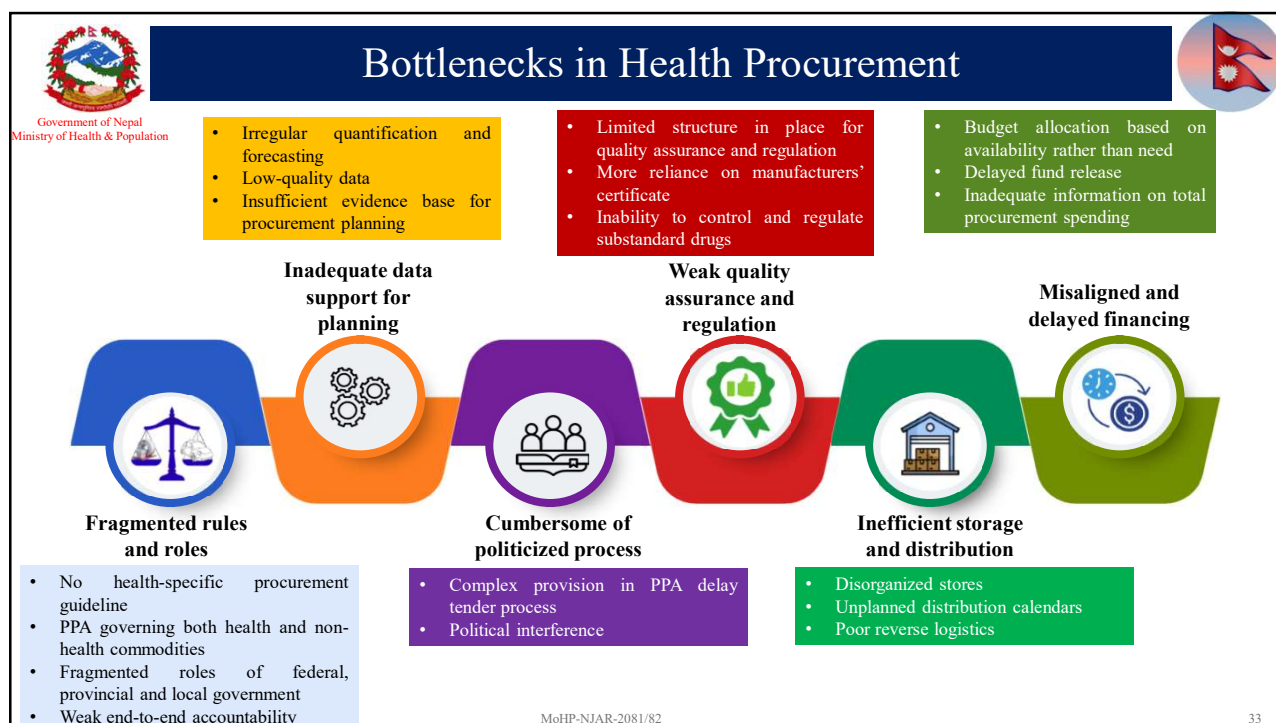 Bottlenecks in Health Procurement
Government of Nepal
Ministry of Health & Population
• Irregular quantification and
forecasting
• Low-quality data
• Insufficient evidence base for
procurement planning
• Limited structure in place for
quality assurance and regulation
• More reliance on manufacturers’
certificate
• Inability to control and regulate
substandard drugs
• Budget allocation based on
availability rather than need
• Delayed fund release
• Inadequate information on total
procurement spending
Inadequate data
support for
planning
Weak quality
assurance and
regulation
Misaligned and
delayed financing
Fragmented rules
and roles
Cumbersome of
politicized process
Inefficient storage
and distribution
• No health-specific procurement
guideline
• PPA governing both health and non-
health commodities
• Fragmented roles of federal,
provincial and local government
• Weak end-to-end accountability
• Complex provision in PPA delay
tender process
• Political interference
• Disorganized stores
• Unplanned distribution calendars
• Poor reverse logistics
MoHP-NJAR-2081/82
33